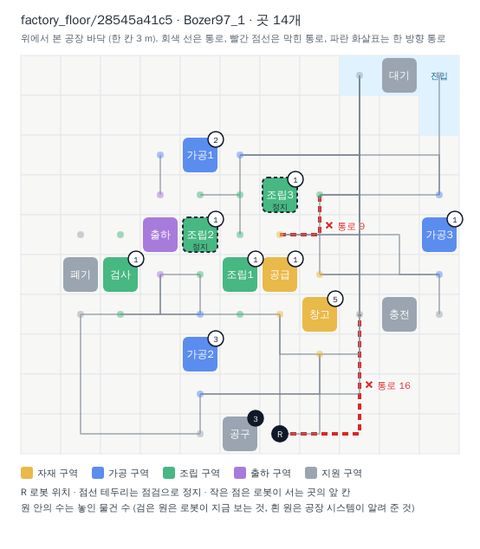 factory_floor/28545a41c5 · Bozer97_1 · 곳 14개
위에서 본 공장 바닥 (한 칸 3 m). 회색 선은 통로, 빨간 점선은 막힌 통로, 파란 화살표는 한 방향 통로
대기
2
가공1
1
조립3
정지
× 통로 9
출하
1
조립2
정지
1
가공3
폐기
1
검사
1
조립1
1
공급
5
창고
충전
3
가공2
× 통로 16
3
공구
R
자재 구역 가공 구역 조립 구역 출하 구역 지원 구역
R 로봇 위치 · 점선 테두리는 점검으로 정지 · 작은 점은 로봇이 서는 곳의 앞 칸
원 안의 수는 놓인 물건 수 (검은 원은 로봇이 지금 보는 것, 흰 원은 공장 시스템이 알려 준 것)